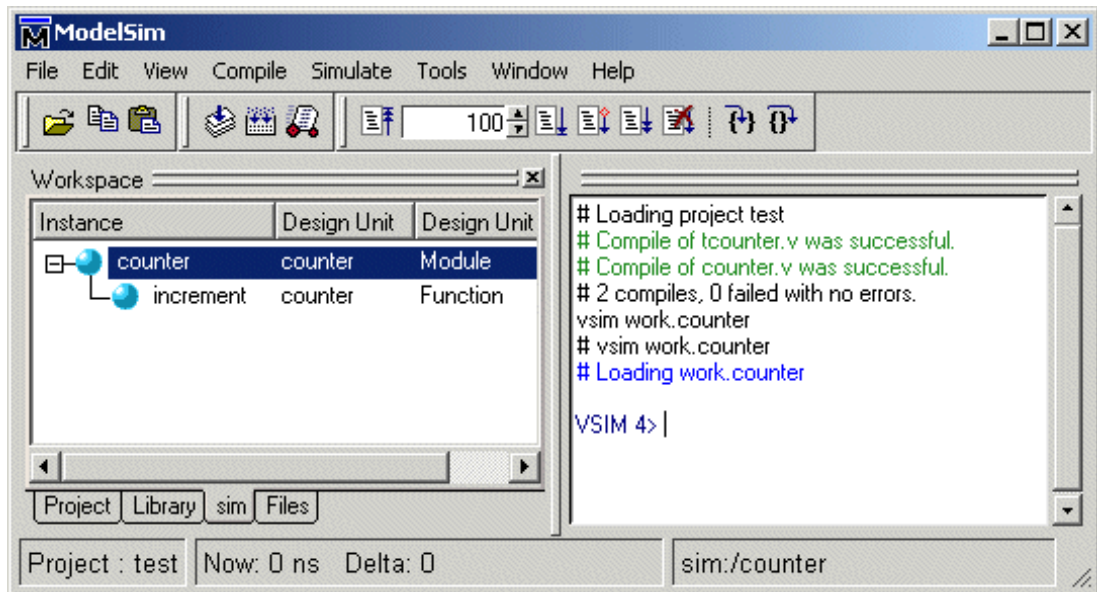 ModelSim
File Edit View Compile Simulate Tools Window Help
100
Workspace
Instance Design Unit Design Unit
counter counter Module
increment counter Function
Project Library sim Files
# Loading project test
# Compile of tcounter.v was successful.
# Compile of counter.v was successful.
# 2 compiles, 0 failed with no errors.
vsim work.counter
# vsim work.counter
# Loading work.counter
VSIM 4>
Project : test Now: 0 ns Delta: 0 sim:/counter